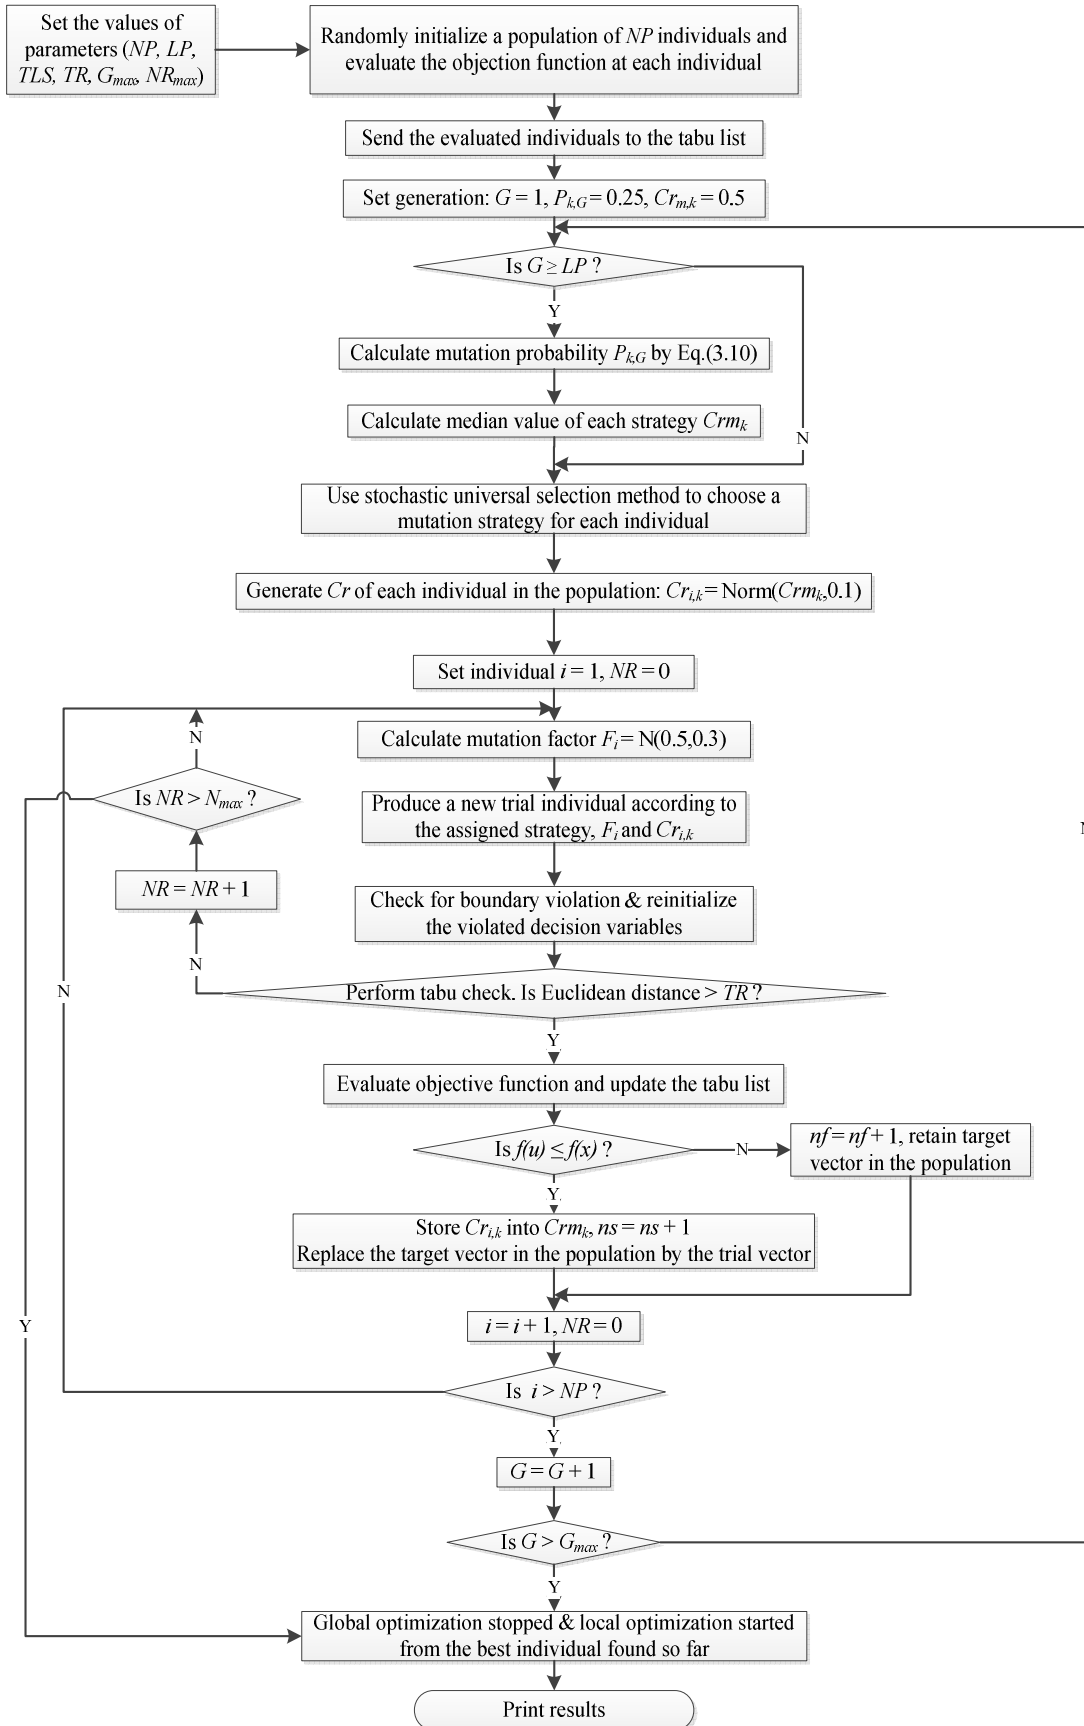 Set the values of
parameters (NP, LP,
TLS, TR, Gmax, NRmax)
Randomly initialize a population of NP individuals and
evaluate the objection function at each individual
Send the evaluated individuals to the tabu list
Set generation: G = 1, Pk,G = 0.25, Crm,k = 0.5
Is G ≥ LP ?
Y
Calculate mutation probability Pk,G by Eq.(3.10)
Calculate median value of each strategy Crmk
N
Use stochastic universal selection method to choose a
mutation strategy for each individual
Generate Cr of each individual in the population: Cri,k = Norm(Crmk,0.1)
Set individual i = 1, NR = 0
N
Calculate mutation factor Fi = N(0.5,0.3)
Is NR > Nmax ?
Produce a new trial individual according to
the assigned strategy, Fi and Cri,k
NR = NR + 1
Check for boundary violation & reinitialize
the violated decision variables
N
N
Perform tabu check. Is Euclidean distance > TR ?
Y
Evaluate objective function and update the tabu list
Is f(u) ≤ f(x) ?
N
nf = nf + 1, retain target
vector in the population
Y
Store Cri,k into Crmk, ns = ns + 1
Replace the target vector in the population by the trial vector
Y
i = i + 1, NR = 0
Is i > NP ?
Y
G = G + 1
Is G > Gmax ?
Y
Global optimization stopped & local optimization started
from the best individual found so far
Print results